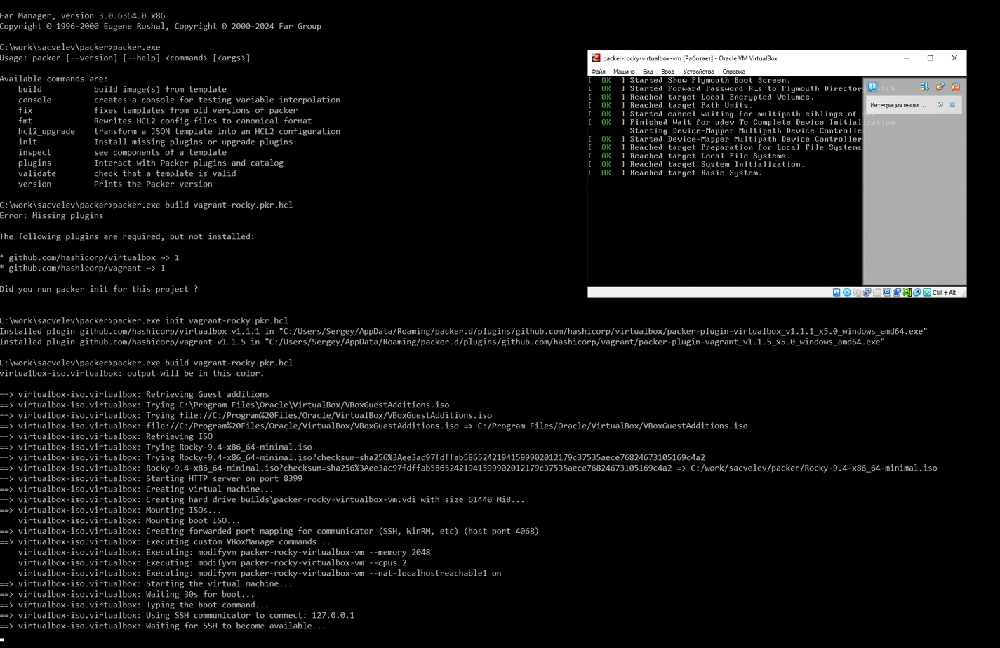 Far Manager, version 3.0.6364.0 x86
Copyright © 1996-2000 Eugene Roshal, Copyright © 2000-2024 Far Group
C:\work\sacvelev\packer>packer.exe
Usage: packer [--version] [--help] <command> [<args>]
Available commands are:
build build image(s) from template
console creates a console for testing variable interpolation
fix fixes templates from old versions of packer
fmt Rewrites HCL2 config files to canonical format
hcl2_upgrade transform a JSON template into an HCL2 configuration
init Install missing plugins or upgrade plugins
inspect see components of a template
plugins Interact with Packer plugins and catalog
validate check that a template is valid
version Prints the Packer version
C:\work\sacvelev\packer>packer.exe build vagrant-rocky.pkr.hcl
Error: Missing plugins
The following plugins are required, but not installed:
* github.com/hashicorp/virtualbox ~> 1
* github.com/hashicorp/vagrant ~> 1
Did you run packer init for this project ?
C:\work\sacvelev\packer>packer.exe init vagrant-rocky.pkr.hcl
Installed plugin github.com/hashicorp/virtualbox v1.1.1 in "C:/Users/Sergey/AppData/Roaming/packer.d/plugins/github.com/hashicorp/virtualbox/packer-plugin-virtualbox_v1.1.1_x5.0_windows_amd64.exe"
Installed plugin github.com/hashicorp/vagrant v1.1.5 in "C:/Users/Sergey/AppData/Roaming/packer.d/plugins/github.com/hashicorp/vagrant/packer-plugin-vagrant_v1.1.5_x5.0_windows_amd64.exe"
C:\work\sacvelev\packer>packer.exe build vagrant-rocky.pkr.hcl
virtualbox-iso.virtualbox: output will be in this color.
==> virtualbox-iso.virtualbox: Retrieving Guest additions
==> virtualbox-iso.virtualbox: Trying C:\Program Files\Oracle\VirtualBox/VBoxGuestAdditions.iso
==> virtualbox-iso.virtualbox: Trying file://C:/Program%20Files/Oracle/VirtualBox/VBoxGuestAdditions.iso
==> virtualbox-iso.virtualbox: file://C:/Program%20Files/Oracle/VirtualBox/VBoxGuestAdditions.iso => C:/Program Files/Oracle/VirtualBox/VBoxGuestAdditions.iso
==> virtualbox-iso.virtualbox: Retrieving ISO
==> virtualbox-iso.virtualbox: Trying Rocky-9.4-x86_64-minimal.iso
==> virtualbox-iso.virtualbox: Trying Rocky-9.4-x86_64-minimal.iso?checksum=sha256%3Aee3ac97fdffab58652421941599902012179c37535aece76824673105169c4a2
==> virtualbox-iso.virtualbox: Rocky-9.4-x86_64-minimal.iso?checksum=sha256%3Aee3ac97fdffab58652421941599902012179c37535aece76824673105169c4a2 => C:/work/sacvelev/packer/Rocky-9.4-x86_64-minimal.iso
==> virtualbox-iso.virtualbox: Starting HTTP server on port 8399
==> virtualbox-iso.virtualbox: Creating virtual machine...
==> virtualbox-iso.virtualbox: Creating hard drive builds\packer-rocky-virtualbox-vm.vdi with size 61440 MiB...
==> virtualbox-iso.virtualbox: Mounting ISOs...
virtualbox-iso.virtualbox: Mounting boot ISO...
==> virtualbox-iso.virtualbox: Creating forwarded port mapping for communicator (SSH, WinRM, etc) (host port 4068)
==> virtualbox-iso.virtualbox: Executing custom VBoxManage commands...
virtualbox-iso.virtualbox: Executing: modifyvm packer-rocky-virtualbox-vm --memory 2048
virtualbox-iso.virtualbox: Executing: modifyvm packer-rocky-virtualbox-vm --cpus 2
virtualbox-iso.virtualbox: Executing: modifyvm packer-rocky-virtualbox-vm --nat-localhostreachable1 on
==> virtualbox-iso.virtualbox: Starting the virtual machine...
==> virtualbox-iso.virtualbox: Waiting 30s for boot...
==> virtualbox-iso.virtualbox: Typing the boot command...
==> virtualbox-iso.virtualbox: Using SSH communicator to connect: 127.0.0.1
==> virtualbox-iso.virtualbox: Waiting for SSH to become available...
packer-rocky-virtualbox-vm [Работает] - Oracle VM VirtualBox
Файл Машина Вид Ввод Устройства Справка
[ OK ] Started Show Plymouth Boot Screen.
[ OK ] Started Forward Password R…s to Plymouth Director
[ OK ] Reached target Local Encrypted Volumes.
[ OK ] Reached target Path Units.
[ OK ] Started cancel waiting for multipath siblings of
[ OK ] Finished Wait for udev To Complete Device Initialization.
Starting Device-Mapper Multipath Device Controller...
[ OK ] Started Device-Mapper Multipath Device Controller.
[ OK ] Reached target Preparation for Local File Systems
[ OK ] Reached target Local File Systems.
[ OK ] Reached target System Initialization.
[ OK ] Reached target Basic System.
Интеграция мыши ...
Ctrl + Alt